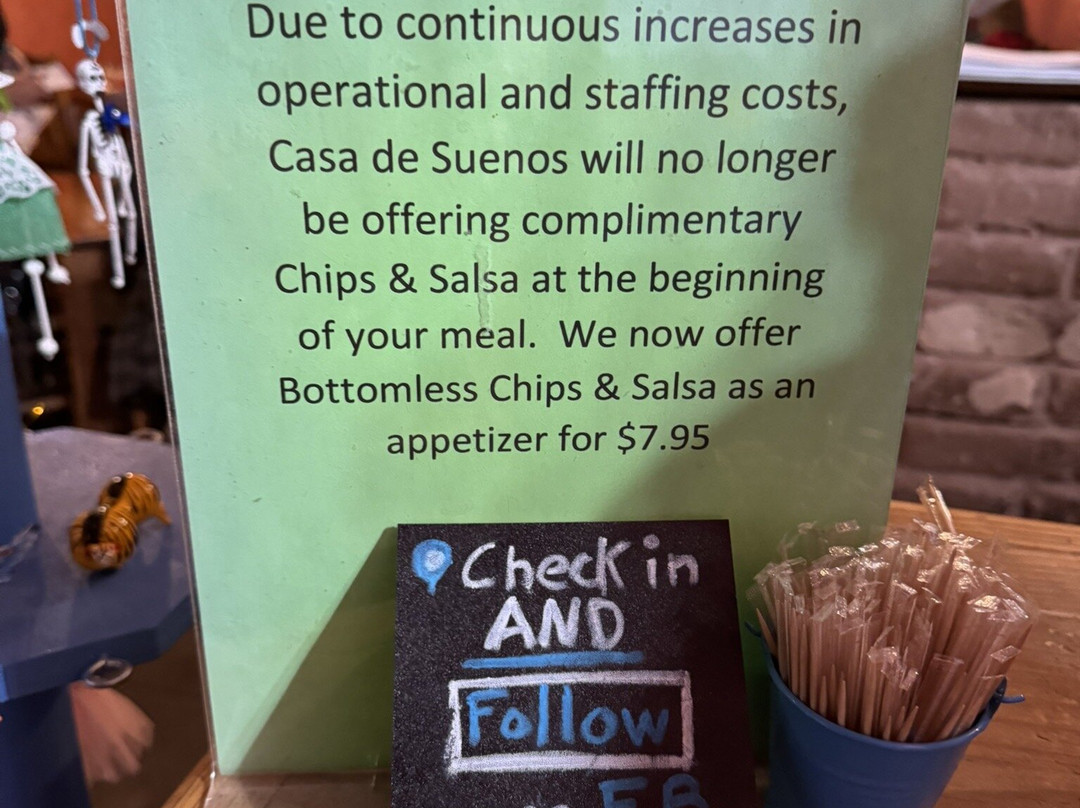 Due to continuous increases in
operational and staffing costs,
Casa de Suenos will no longer
be offering complimentary
Chips & Salsa at the beginning
of your meal.  We now offer
Bottomless Chips & Salsa as an
appetizer for $7.95
Check in
AND
Follow
FB